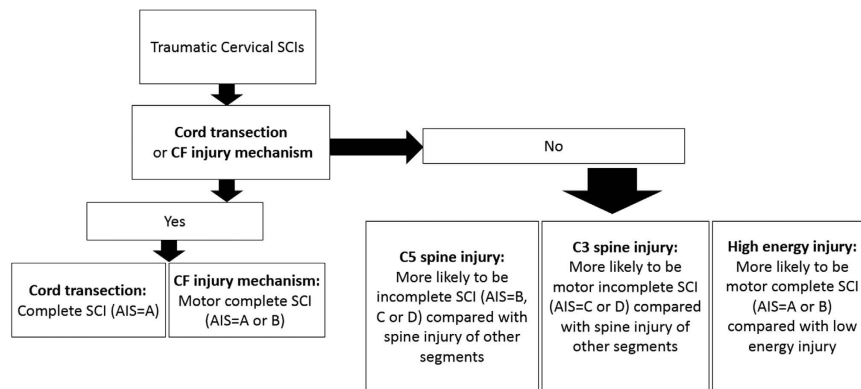 Traumatic Cervical SCIs
Cord transection
or CF injury mechanism
No
Yes
Cord transection:
Complete SCI (AIS=A)
CF injury mechanism:
Motor complete SCI
(AIS=A or B)
C5 spine injury:
More likely to be
incomplete SCI (AIS=B,
C or D) compared with
spine injury of other
segments
C3 spine injury:
More likely to be
motor incomplete SCI
(AIS=C or D) compared
with spine injury of
other segments
High energy injury:
More likely to be
motor complete SCI
(AIS=A or B)
compared with low
energy injury